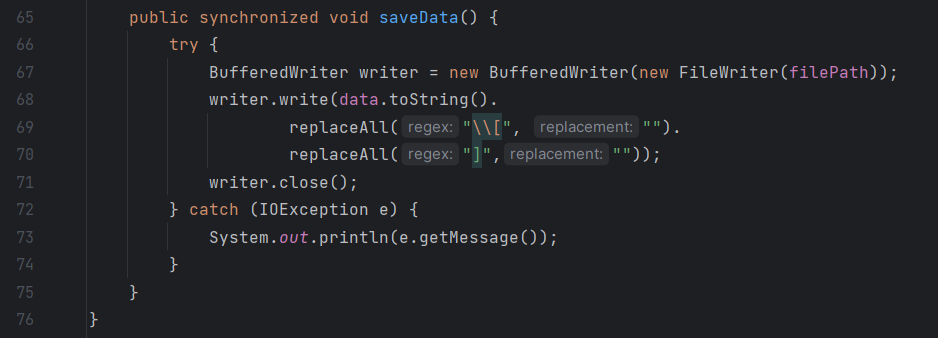 65 public synchronized void saveData() {
66 try {
67 BufferedWriter writer = new BufferedWriter(new FileWriter(filePath));
68 writer.write(data.toString().
69 replaceAll( regex: "\\[", replacement: "").
70 replaceAll( regex: "]", replacement: ""));
71 writer.close();
72 } catch (IOException e) {
73 System.out.println(e.getMessage());
74 }
75 }
76 }